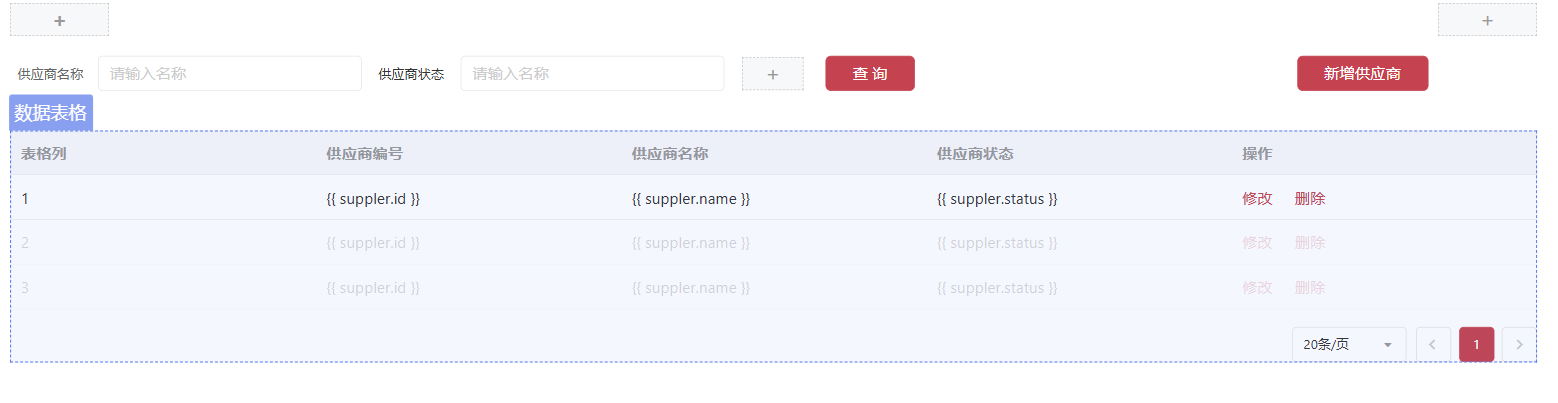 + +
供应商名称 请输入名称 供应商状态 请输入名称 + 查 询 新增供应商
数据表格
表格列 供应商编号 供应商名称 供应商状态 操作
1 {{ suppler.id }} {{ suppler.name }} {{ suppler.status }} 修改 删除
2 {{ suppler.id }} {{ suppler.name }} {{ suppler.status }} 修改 删除
3 {{ suppler.id }} {{ suppler.name }} {{ suppler.status }} 修改 删除
20条/页 1